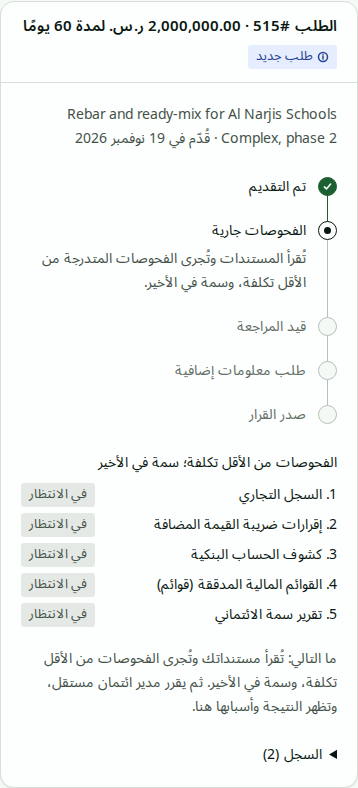 الطلب #515 · 2,000,000.00 ر.س. لمدة 60 يومًا
طلب جديد
Rebar and ready-mix for Al Narjis Schools
Complex, phase 2 · قُدّم في 19 نوفمبر 2026
تم التقديم
الفحوصات جارية
تُقرأ المستندات وتُجرى الفحوصات المتدرجة من
الأقل تكلفة، وسمة في الأخير.
قيد المراجعة
طلب معلومات إضافية
صدر القرار
الفحوصات من الأقل تكلفة؛ سمة في الأخير
1. السجل التجاري في الانتظار
2. إقرارات ضريبة القيمة المضافة في الانتظار
3. كشوف الحساب البنكية في الانتظار
4. القوائم المالية المدققة (قوائم) في الانتظار
5. تقرير سمة الائتماني في الانتظار
ما التالي: تُقرأ مستنداتك وتُجرى الفحوصات من الأقل
تكلفة، وسمة في الأخير. ثم يقرر مدير ائتمان مستقل،
وتظهر النتيجة وأسبابها هنا.
السجل (2)